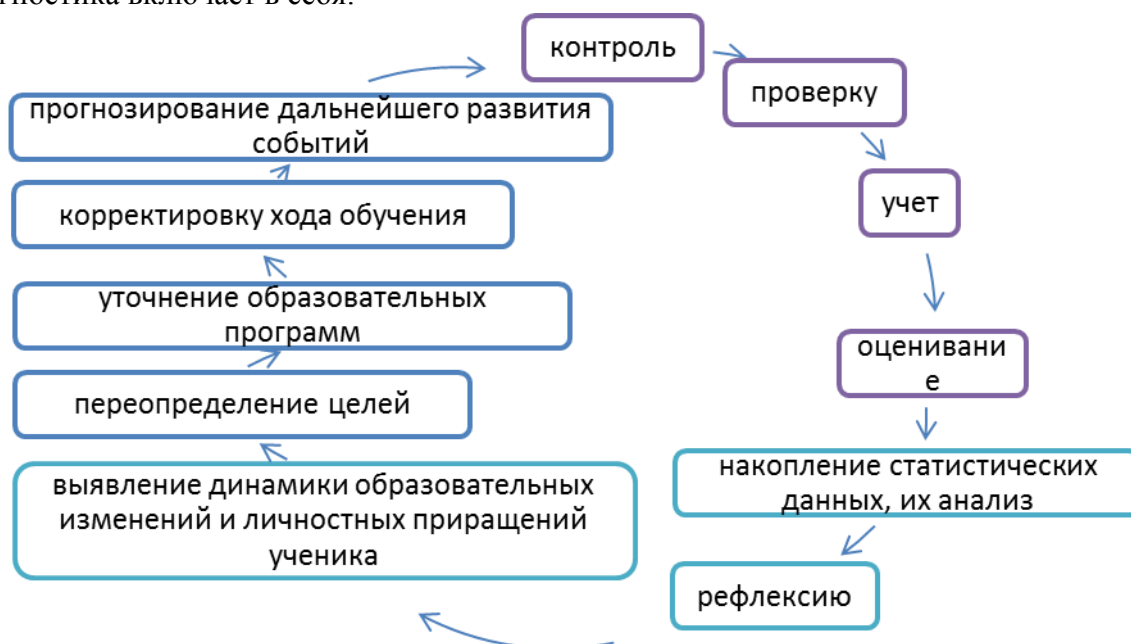 контроль
проверку
учет
оценивани
е
накопление статистических
данных, их анализ
рефлексию
выявление динамики образовательных
изменений и личностных приращений
ученика
переопределение целей
уточнение образовательных
программ
корректировку хода обучения
прогнозирование дальнейшего развития
событий